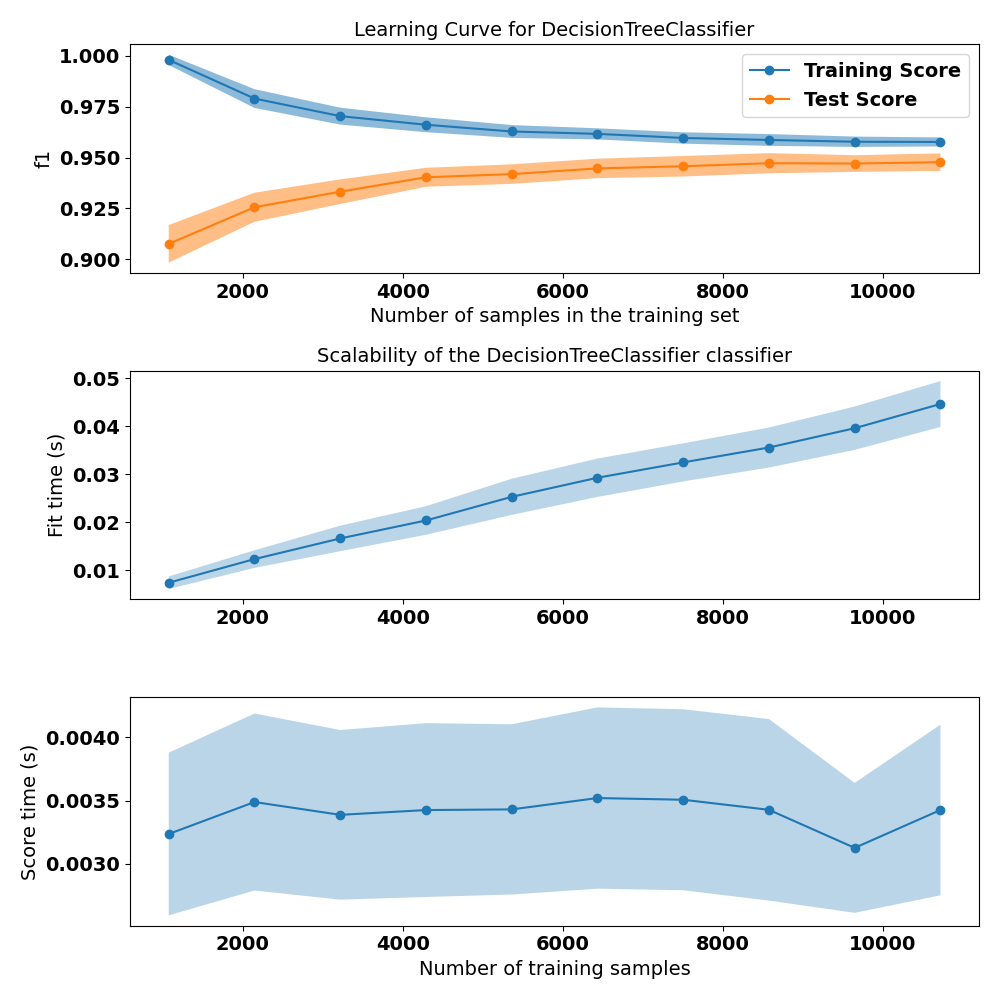 Learning Curve for DecisionTreeClassifier
1.000
0.975
0.950
0.925
0.900
f1
Training Score
Test Score
2000 4000 6000 8000 10000
Number of samples in the training set
Scalability of the DecisionTreeClassifier classifier
0.05
0.04
0.03
0.02
0.01
Fit time (s)
2000 4000 6000 8000 10000
0.0040
0.0035
0.0030
Score time (s)
2000 4000 6000 8000 10000
Number of training samples